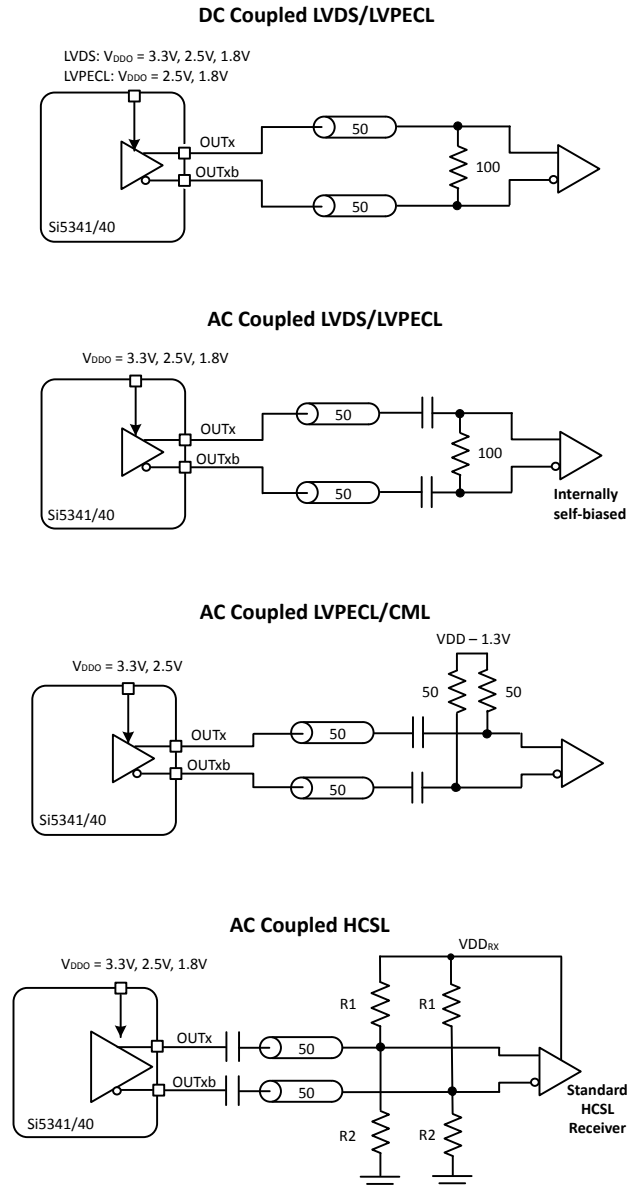 DC Coupled LVDS/LVPECL
LVDS: VDDO = 3.3V, 2.5V, 1.8V
LVPECL: VDDO = 2.5V, 1.8V
OUTx
50
100
OUTxb
50
Si5341/40
AC Coupled LVDS/LVPECL
VDDO = 3.3V, 2.5V, 1.8V
50
OUTx
100
OUTxb
50
Internally
self-biased
Si5341/40
AC Coupled LVPECL/CML
VDD – 1.3V
VDDO = 3.3V, 2.5V
50
50
OUTx
50
OUTxb
50
Si5341/40
AC Coupled HCSL
VDDRX
VDDO = 3.3V, 2.5V, 1.8V
R1
R1
OUTx
50
OUTxb
50
Standard
HCSL
Receiver
Si5341/40
R2
R2